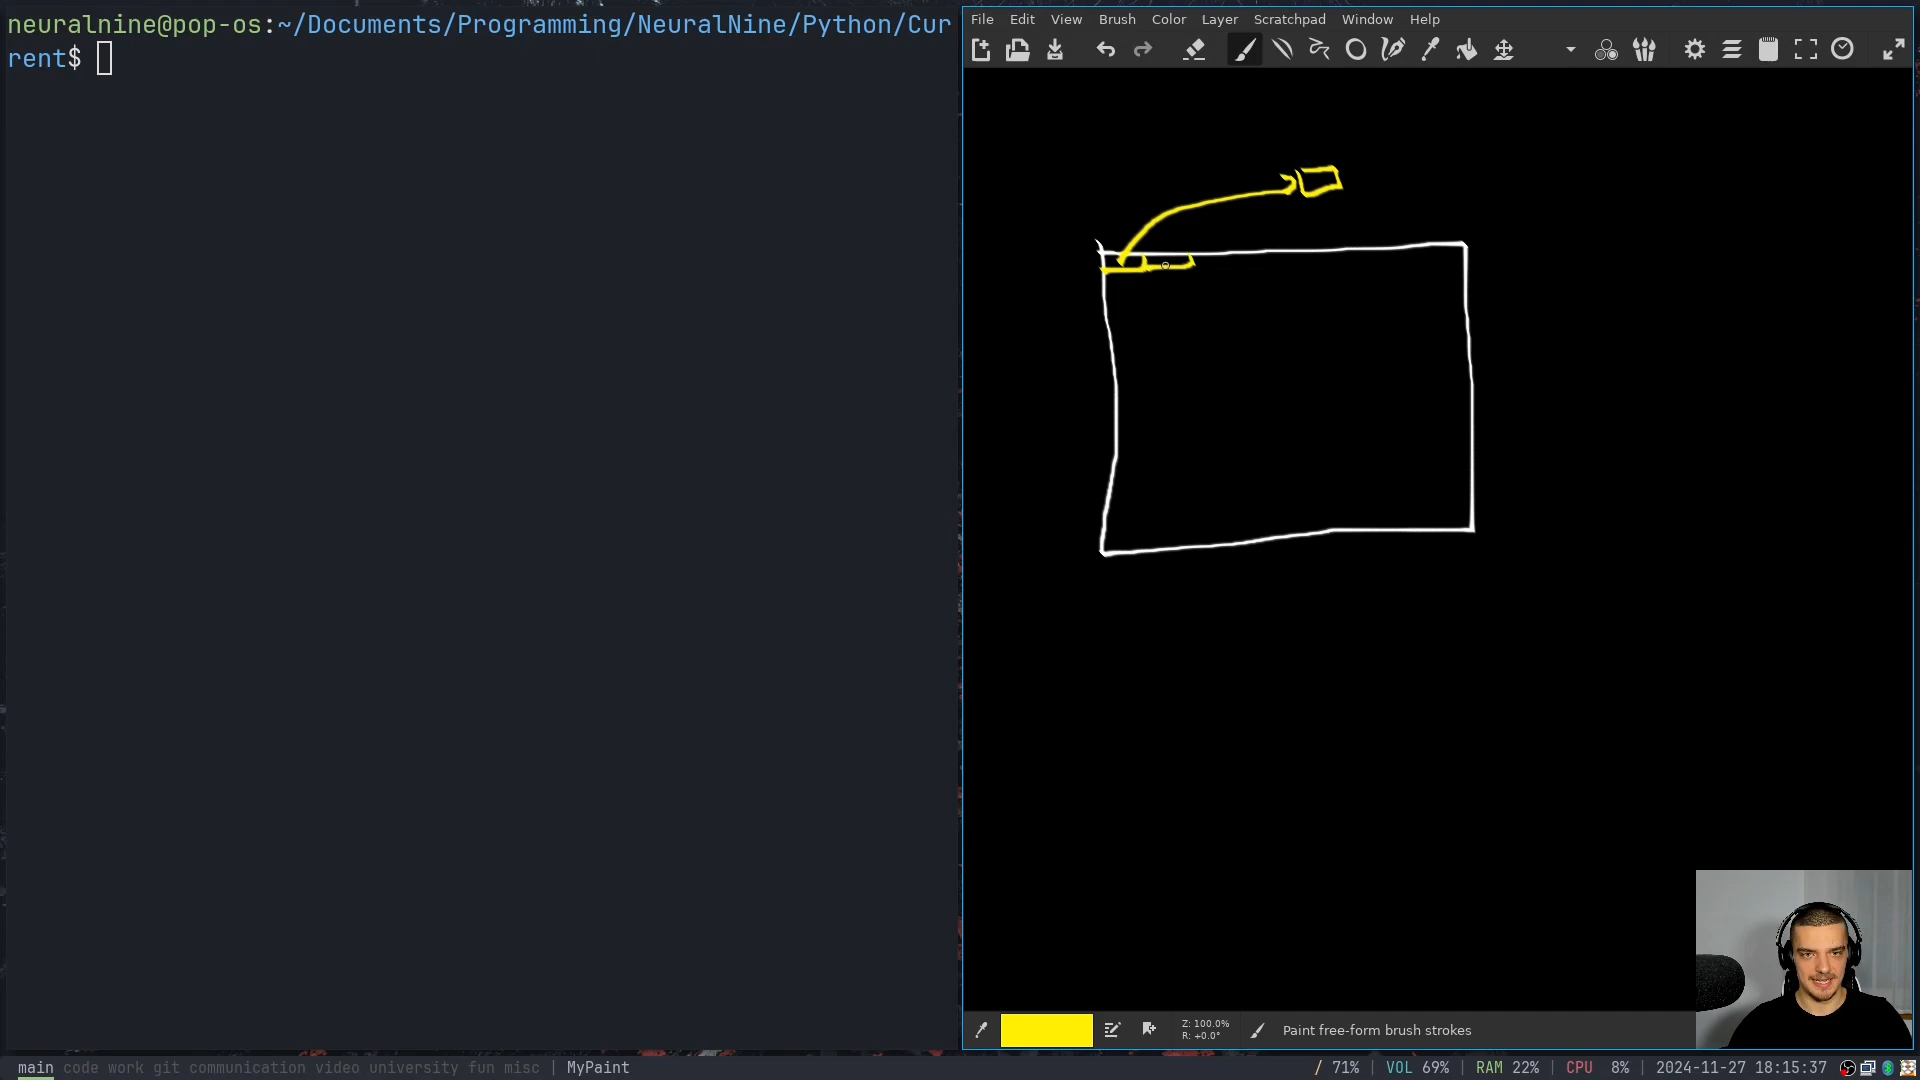 neuralnine@pop-os:~/Documents/Programming/NeuralNine/Python/Cur
rent$
File Edit View Brush Color Layer Scratchpad Window Help
Z: 100.0%
R: +0.0°
Paint free-form brush strokes
main code work git communication video university fun misc | MyPaint
/ 71% | VOL 69% | RAM 22% | CPU 8% | 2024-11-27 18:15:37